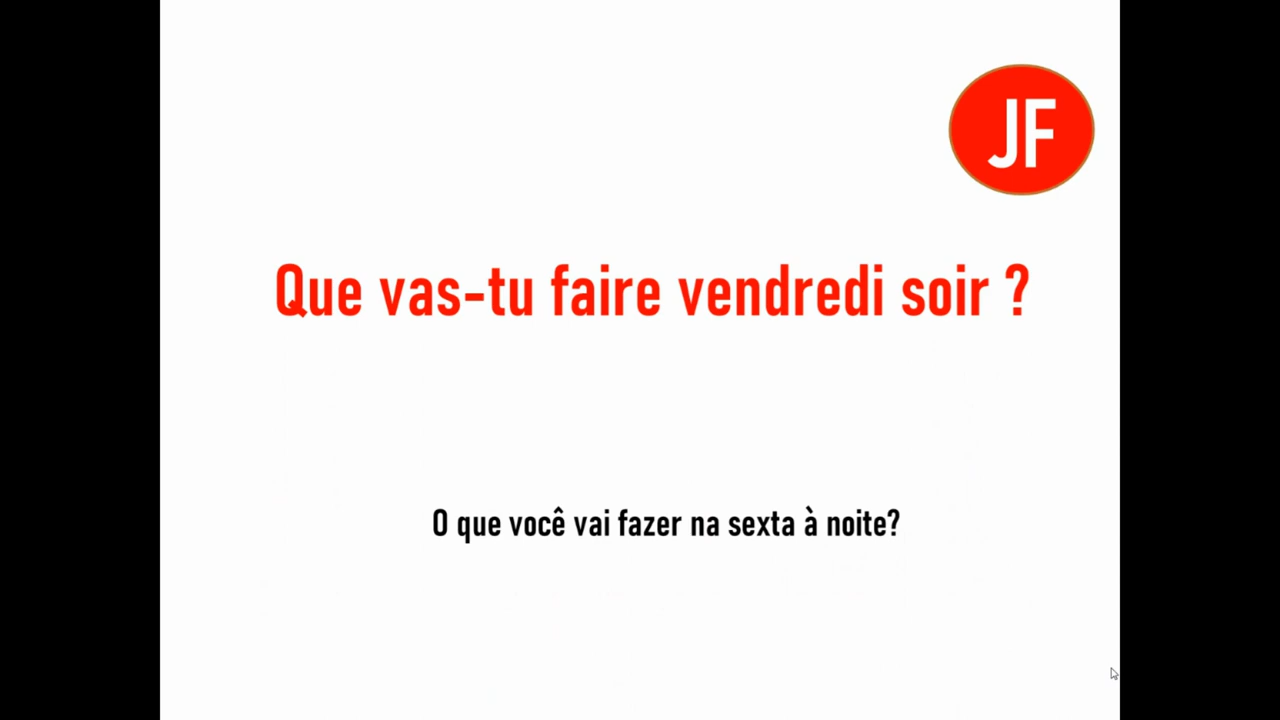 JF
Que vas-tu faire vendredi soir ?
O que você vai fazer na sexta à noite?